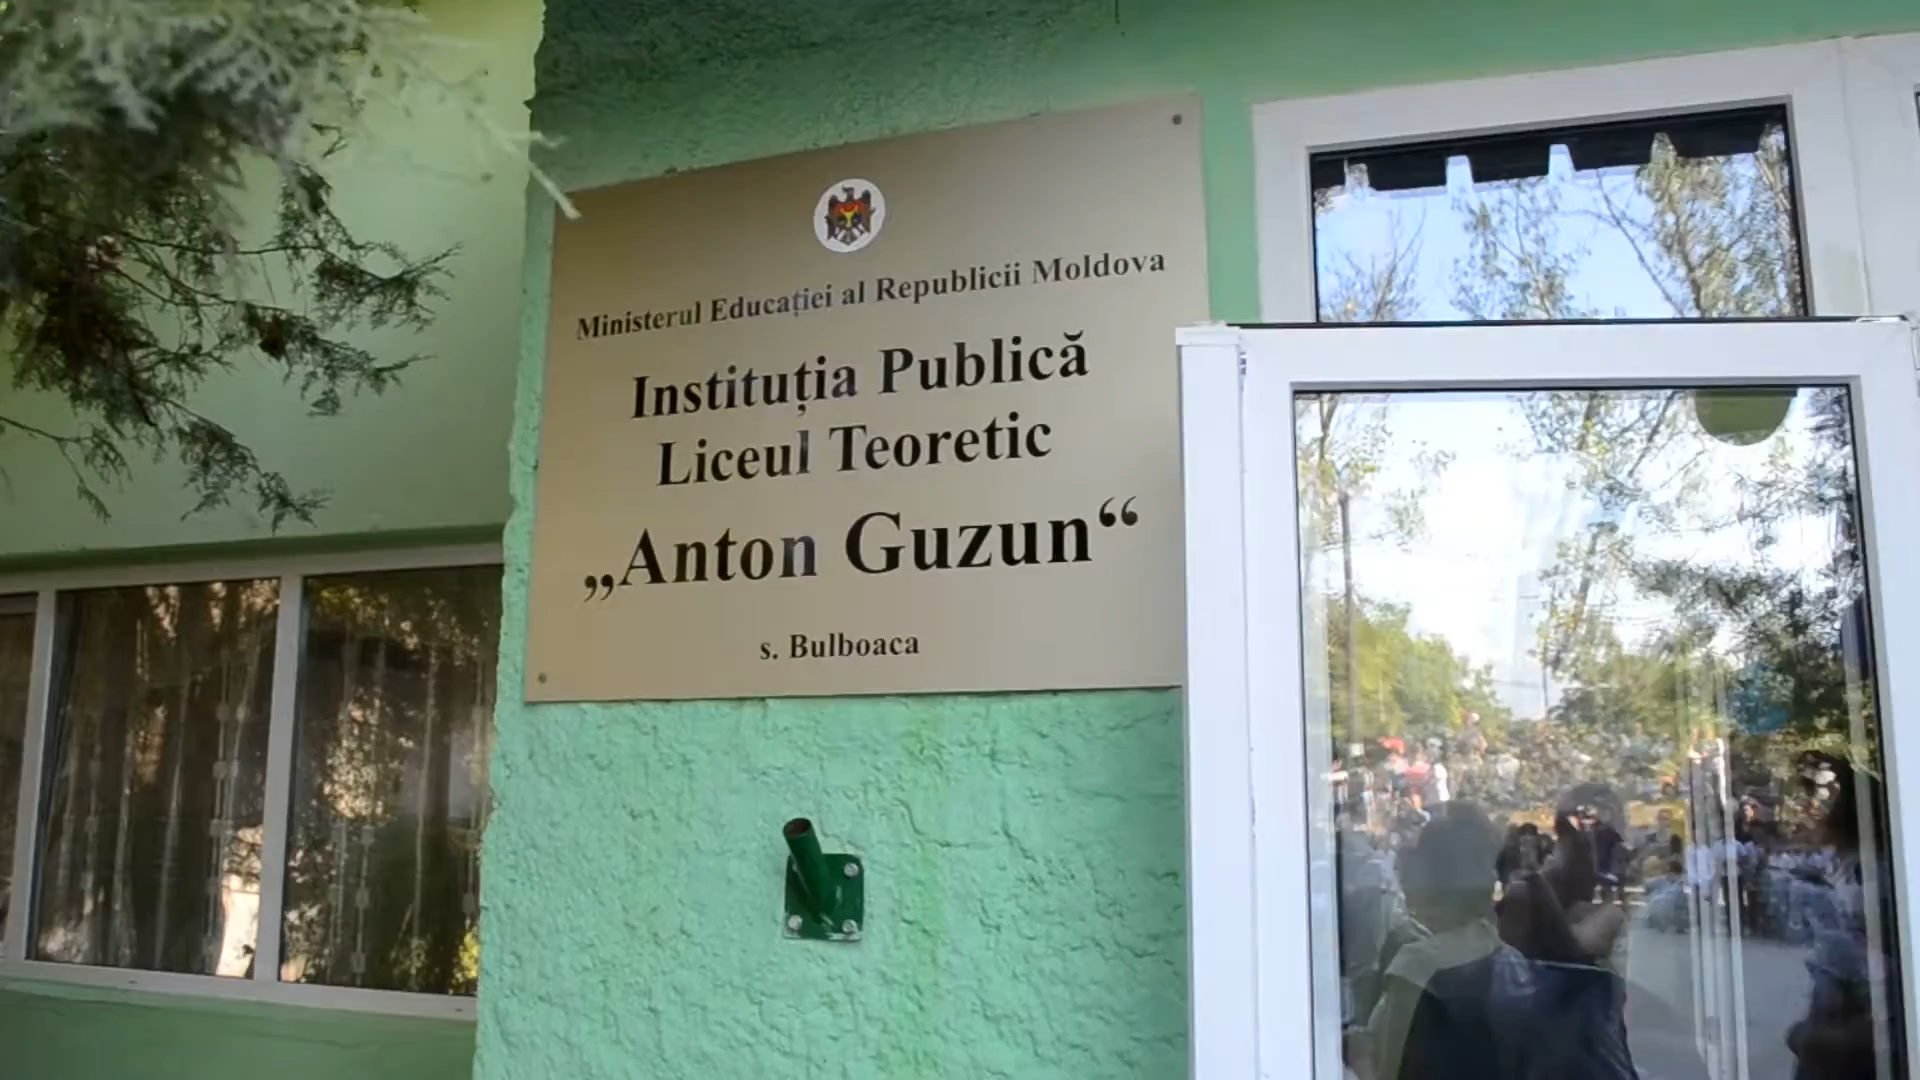 Ministerul Educației al Republicii Moldova
Instituția Publică
Liceul Teoretic
„Anton Guzun“
s. Bulboaca